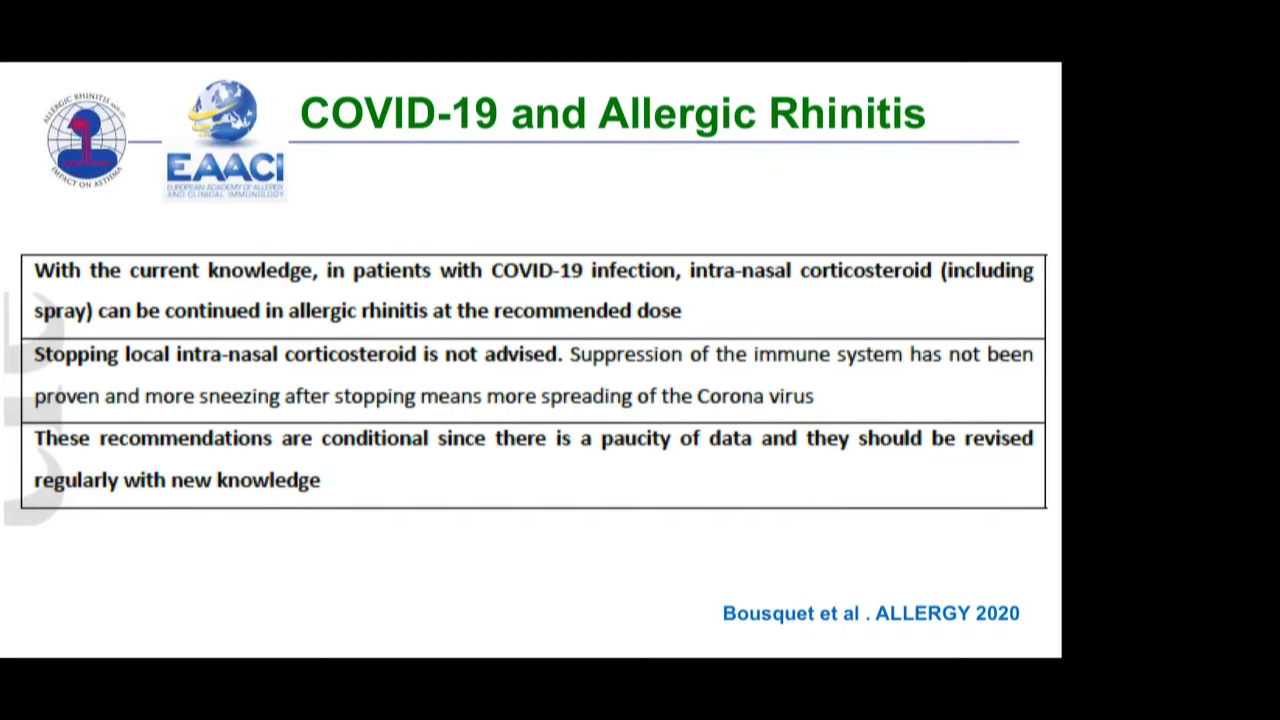 ALLERGIC RHINITIS AND ITS
IMPACT ON ASTHMA
EAACI
EUROPEAN ACADEMY OF ALLERGY
AND CLINICAL IMMUNOLOGY
COVID-19 and Allergic Rhinitis
With the current knowledge, in patients with COVID-19 infection, intra-nasal corticosteroid (including
spray) can be continued in allergic rhinitis at the recommended dose
Stopping local intra-nasal corticosteroid is not advised. Suppression of the immune system has not been
proven and more sneezing after stopping means more spreading of the Corona virus
These recommendations are conditional since there is a paucity of data and they should be revised
regularly with new knowledge
Bousquet et al . ALLERGY 2020